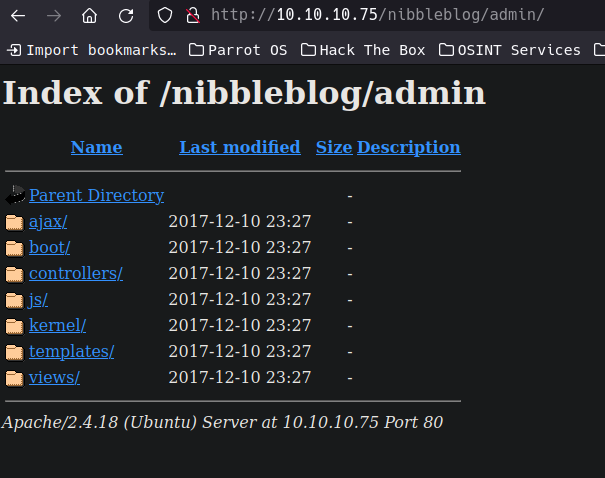 http://10.10.10.75/nibbleblog/admin/
Import bookmarks… Parrot OS Hack The Box OSINT Services
Index of /nibbleblog/admin
Name Last modified Size Description
Parent Directory -
ajax/ 2017-12-10 23:27 -
boot/ 2017-12-10 23:27 -
controllers/ 2017-12-10 23:27 -
js/ 2017-12-10 23:27 -
kernel/ 2017-12-10 23:27 -
templates/ 2017-12-10 23:27 -
views/ 2017-12-10 23:27 -
Apache/2.4.18 (Ubuntu) Server at 10.10.10.75 Port 80